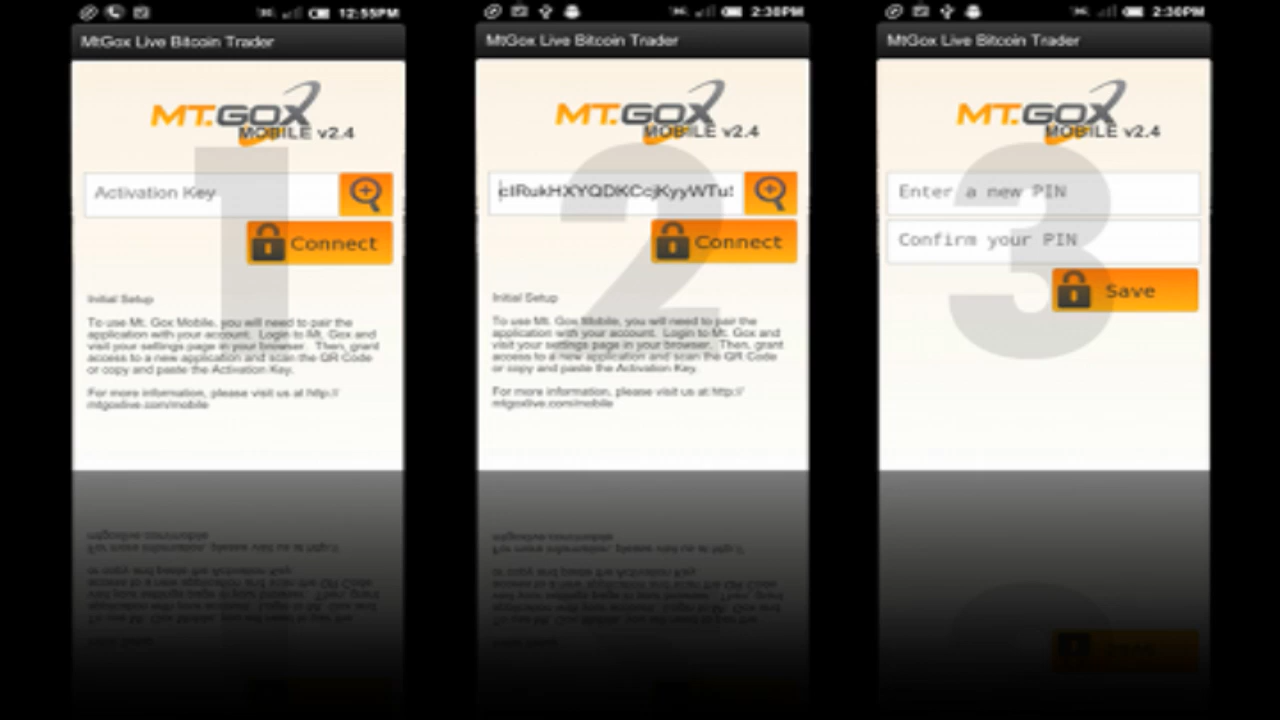 12:55PM
MtGox Live Bitcoin Trader
MT.GOX
MOBILE v2.4
1
Activation Key
Connect
Initial Setup
To use Mt. Gox Mobile, you will need to pair the
application with your account. Login to Mt. Gox and
visit your settings page in your browser. Then, grant
access to a new application and scan the QR Code
or copy and paste the Activation Key.
For more information, please visit us at http://
mtgoxlive.com/mobile
2:30PM
MtGox Live Bitcoin Trader
MT.GOX
MOBILE v2.4
2
Connect
Initial Setup
To use Mt. Gox Mobile, you will need to pair the
application with your account. Login to Mt. Gox and
visit your settings page in your browser. Then, grant
access to a new application and scan the QR Code
or copy and paste the Activation Key.
For more information, please visit us at http://
mtgoxlive.com/mobile
2:30PM
MtGox Live Bitcoin Trader
MT.GOX
MOBILE v2.4
3
Enter a new PIN
Confirm your PIN
Save